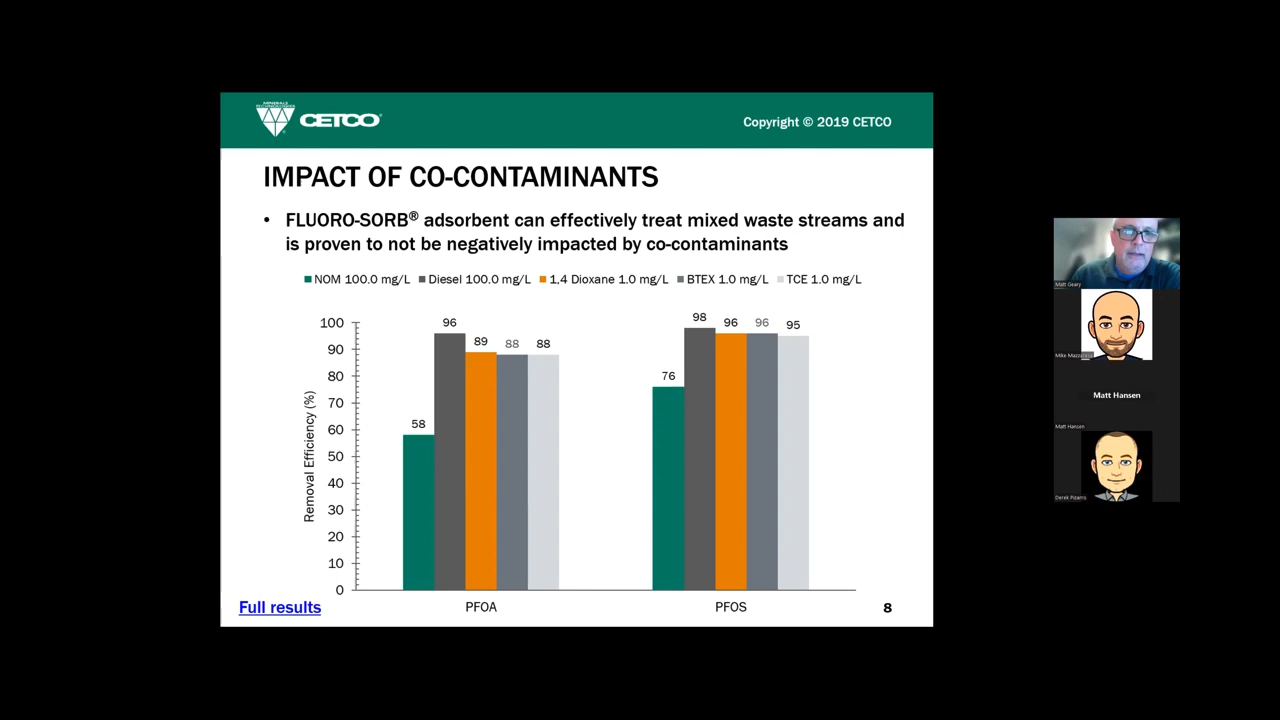 MINERALS
TECHNOLOGIES
CETCO®
Copyright © 2019 CETCO
IMPACT OF CO-CONTAMINANTS
• FLUORO-SORB® adsorbent can effectively treat mixed waste streams and
is proven to not be negatively impacted by co-contaminants
NOM 100.0 mg/L Diesel 100.0 mg/L 1,4 Dioxane 1.0 mg/L BTEX 1.0 mg/L TCE 1.0 mg/L
Removal Efficiency (%)
100
90
80
70
60
50
40
30
20
10
0
58
96
89
88
88
76
98
96
96
95
PFOA
PFOS
Full results
8
Matt Geary
Mike
Matt Hansen
Matt Hansen
Derek Pizarro